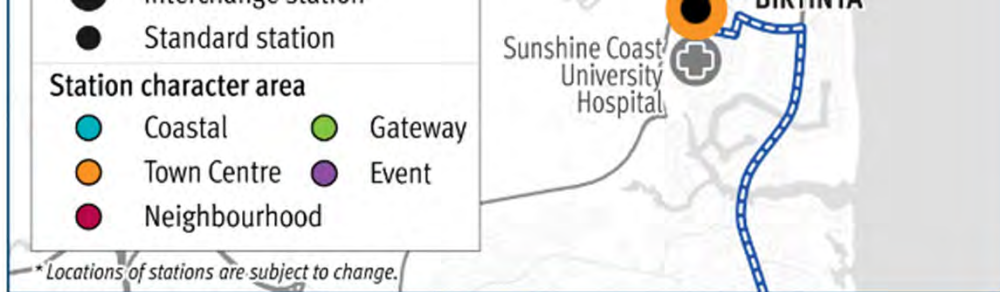 Interchange station
Standard station
Station character area
Coastal
Gateway
Town Centre
Event
Neighbourhood
*Locations of stations are subject to change.
BIRTINYA
Sunshine Coast
University
Hospital